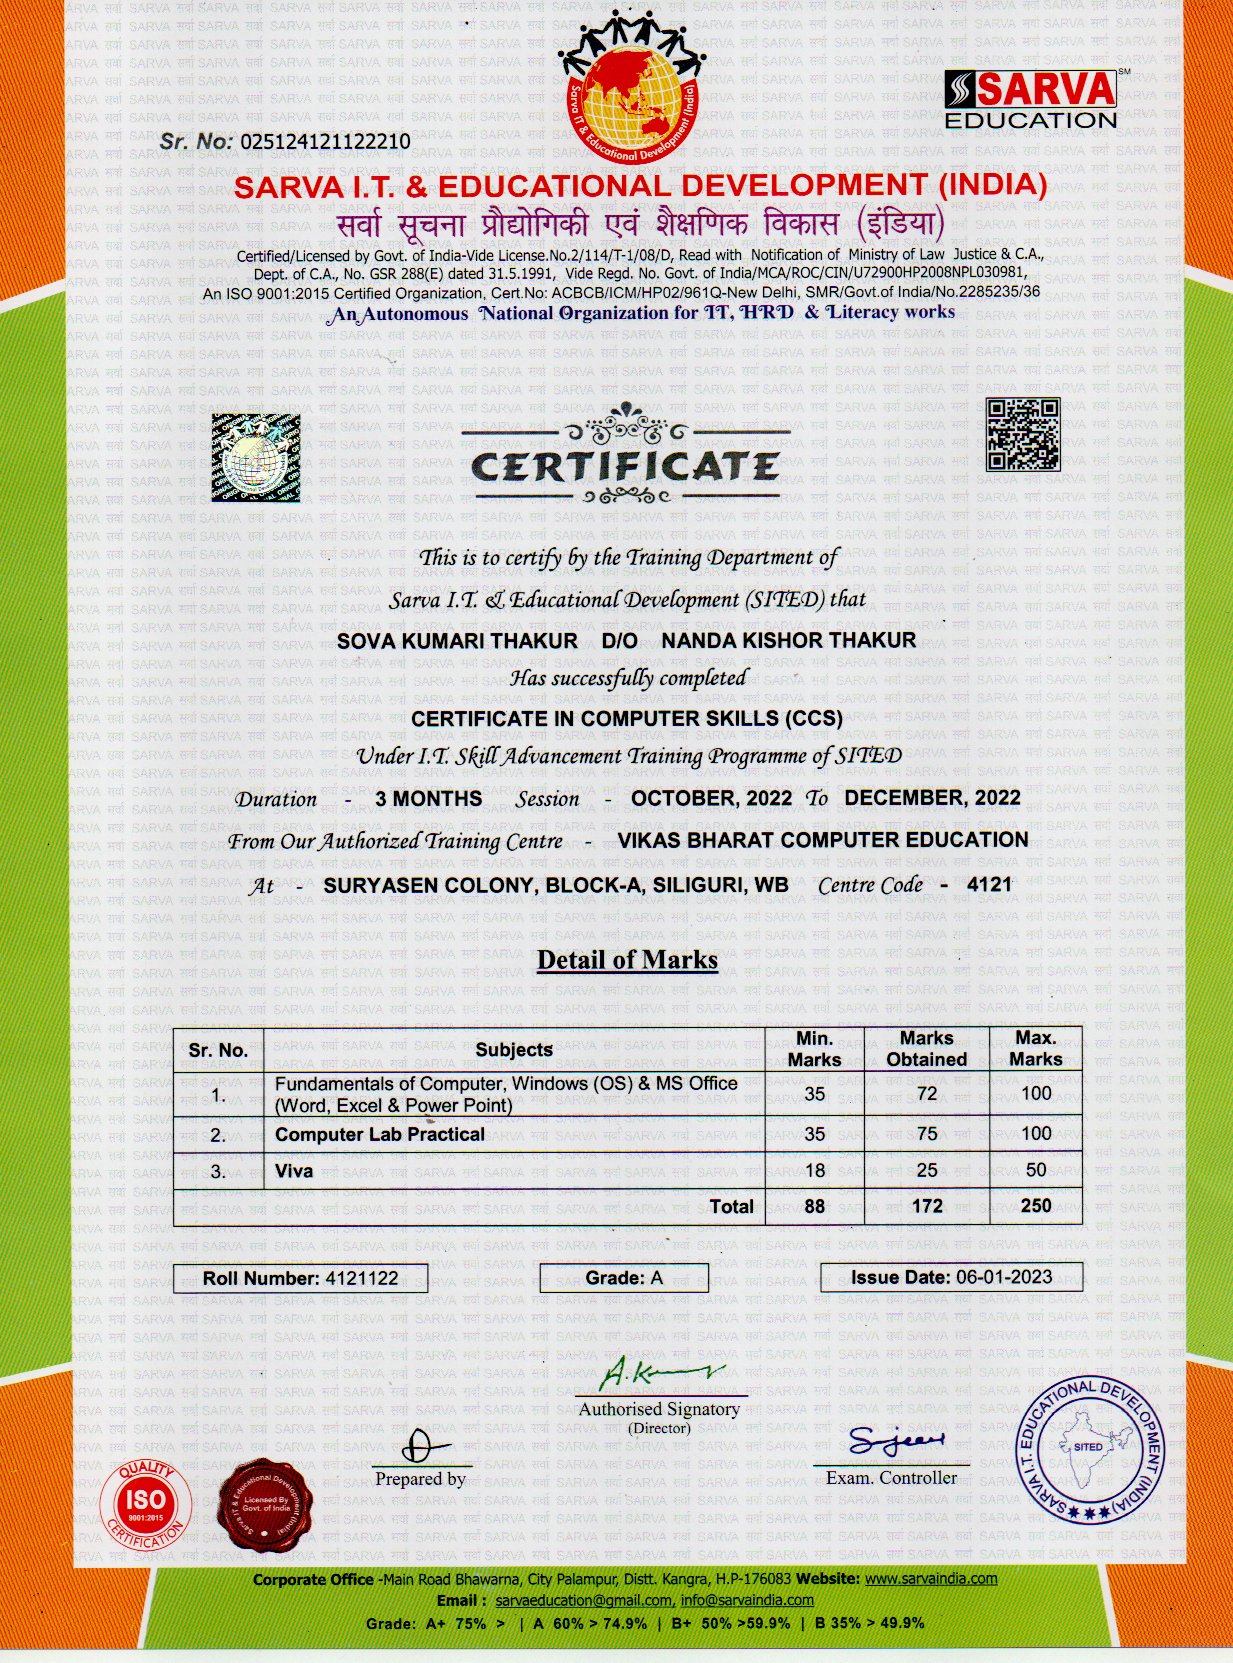 SARVA
SM
EDUCATION
Sr. No: 025124121122210
Sarva IT & Educational Development (India)
SARVA I.T. & EDUCATIONAL DEVELOPMENT (INDIA)
सर्वा सूचना प्रौद्योगिकी एवं शैक्षणिक विकास (इंडिया)
Certified/Licensed by Govt. of India-Vide License.No.2/114/T-1/08/D, Read with Notification of Ministry of Law Justice & C.A.,
Dept. of C.A., No. GSR 288(E) dated 31.5.1991, Vide Regd. No. Govt. of India/MCA/ROC/CIN/U72900HP2008NPL030981,
An ISO 9001:2015 Certified Organization, Cert.No: ACBCB/ICM/HP02/961Q-New Delhi, SMR/Govt.of India/No.2285235/36
An Autonomous National Organization for IT, HRD & Literacy works
CERTIFICATE
This is to certify by the Training Department of
Sarva I.T. & Educational Development (SITED) that
SOVA KUMARI THAKUR D/O NANDA KISHOR THAKUR
Has successfully completed
CERTIFICATE IN COMPUTER SKILLS (CCS)
Under I.T. Skill Advancement Training Programme of SITED
Duration - 3 MONTHS Session - OCTOBER, 2022 To DECEMBER, 2022
From Our Authorized Training Centre - VIKAS BHARAT COMPUTER EDUCATION
At - SURYASEN COLONY, BLOCK-A, SILIGURI, WB Centre Code - 4121
Detail of Marks
Sr. No. Subjects Min. Marks Marks Obtained Max. Marks
1. Fundamentals of Computer, Windows (OS) & MS Office (Word, Excel & Power Point) 35 72 100
2. Computer Lab Practical 35 75 100
3. Viva 18 25 50
Total 88 172 250
Roll Number: 4121122 Grade: A Issue Date: 06-01-2023
Authorised Signatory
(Director)
Prepared by
Exam. Controller
QUALITY
ISO
9001:2015
CERTIFICATION
Sarva IT & Educational Development (India)
Licensed By
Govt. of India
SARVA I.T. EDUCATIONAL DEVELOPMENT (INDIA)
SITED
Corporate Office -Main Road Bhawarna, City Palampur, Distt. Kangra, H.P-176083 Website: www.sarvaindia.com
Email : sarvaeducation@gmail.com, info@sarvaindia.com
Grade: A+ 75% > | A 60% > 74.9% | B+ 50% >59.9% | B 35% > 49.9%